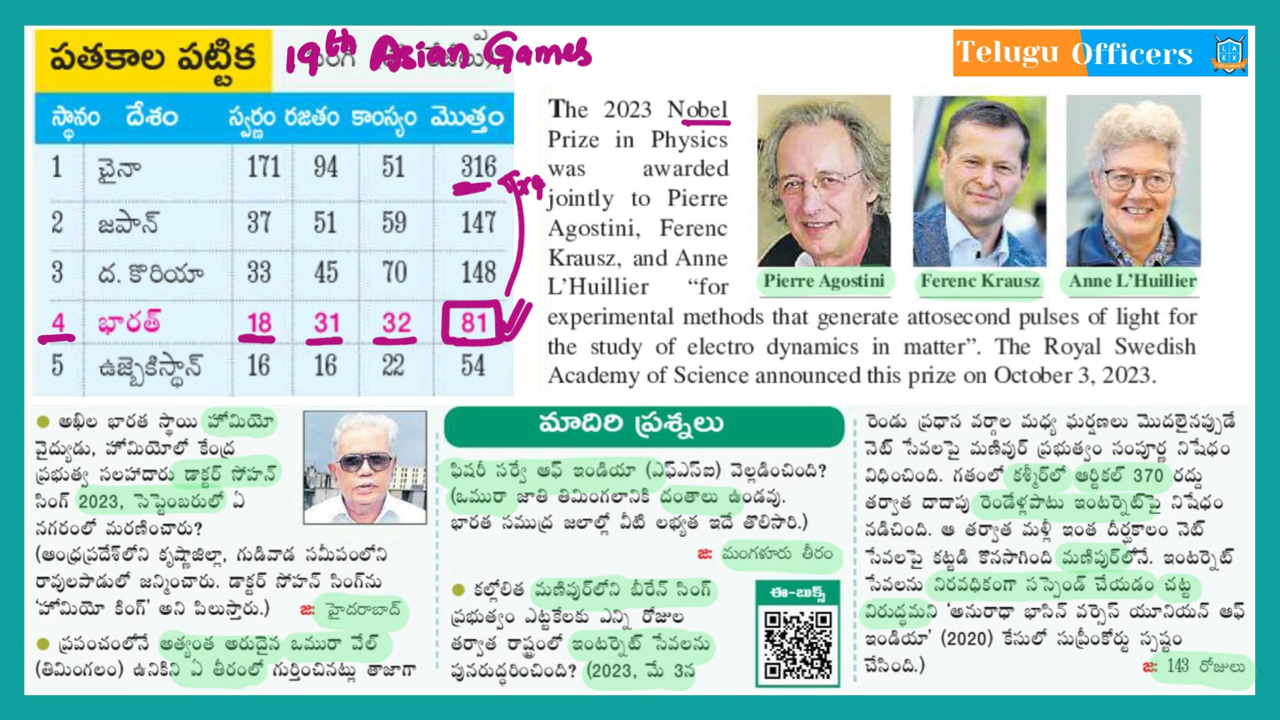 పతకాల పట్టిక
19th Asian Games
Telugu Officers
స్థానం దేశం స్వర్ణం రజతం కాంస్యం మొత్తం
1 చైనా 171 94 51 316
2 జపాన్ 37 51 59 147
3 ద. కొరియా 33 45 70 148
4 భారత్ 18 31 32 81
5 ఉజ్బెకిస్థాన్ 16 16 22 54
The 2023 Nobel
Prize in Physics
was awarded
jointly to Pierre
Agostini, Ferenc
Krausz, and Anne
L'Huillier “for
Pierre Agostini
Ferenc Krausz
Anne L'Huillier
experimental methods that generate attosecond pulses of light for
the study of electro dynamics in matter”. The Royal Swedish
Academy of Science announced this prize on October 3, 2023.
● అఖిల భారత స్థాయి హోమియో
వైద్యుడు, హోమియోలో కేంద్ర
ప్రభుత్వ సలహాదారు డాక్టర్ సోహన్
సింగ్ 2023, సెప్టెంబరులో ఏ
నగరంలో మరణించారు?
(ఆంధ్రప్రదేశ్‌లోని కృష్ణాజిల్లా, గుడివాడ సమీపంలోని
రావులపాడులో జన్మించారు. డాక్టర్ సోహన్ సింగ్‌ను
‘హోమియో కింగ్’ అని పిలుస్తారు.) జ: హైదరాబాద్
● ప్రపంచంలోనే అత్యంత అరుదైన ఒమురా వేల్
(తిమింగలం) ఉనికిని ఏ తీరంలో గుర్తించినట్లు తాజాగా
మాదిరి ప్రశ్నలు
ఫిషరీ సర్వే ఆఫ్ ఇండియా (ఎఫ్ఎస్ఐ) వెల్లడించింది?
(ఒమురా జాతి తిమింగలానికి దంతాలు ఉండవు.
భారత సముద్ర జలాల్లో వీటి లభ్యత ఇదే తొలిసారి.)
జ: మంగళూరు తీరం
● కల్లోలిత మణిపుర్‌లోని బీరేన్ సింగ్
ప్రభుత్వం ఎట్టకేలకు ఎన్ని రోజుల
తర్వాత రాష్ట్రంలో ఇంటర్నెట్ సేవలను
పునరుద్ధరించింది? (2023, మే 3న
ఈ-బుక్స్
రెండు ప్రధాన వర్గాల మధ్య ఘర్షణలు మొదలైనప్పుడే
నెట్ సేవలపై మణిపుర్ ప్రభుత్వం సంపూర్ణ నిషేధం
విధించింది. గతంలో కశ్మీర్‌లో ఆర్టికల్ 370 రద్దు
తర్వాత దాదాపు రెండేళ్లపాటు ఇంటర్నెట్‌పై నిషేధం
నడిచింది. ఆ తర్వాత మళ్లీ ఇంత దీర్ఘకాలం నెట్
సేవలపై కట్టడి కొనసాగింది మణిపుర్‌లోనే. ఇంటర్నెట్
సేవలను నిరవధికంగా సస్పెండ్ చేయడం చట్ట
విరుద్ధమని ‘అనురాధా భాసిన్ వర్సెస్ యూనియన్ ఆఫ్
ఇండియా’ (2020) కేసులో సుప్రీంకోర్టు స్పష్టం
చేసింది.) జ: 143 రోజులు